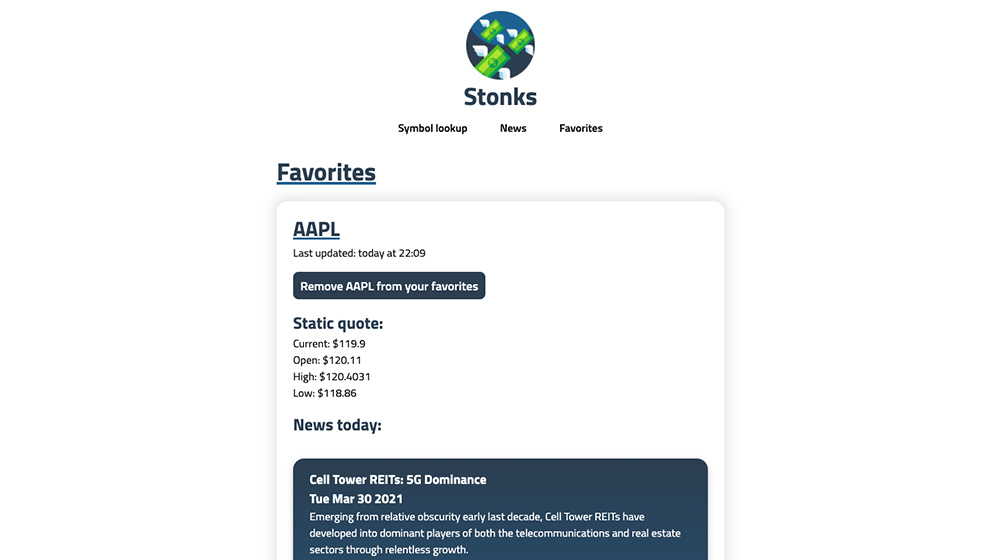 Stonks
Symbol lookup News Favorites
Favorites
AAPL
Last updated: today at 22:09
Remove AAPL from your favorites
Static quote:
Current: $119.9
Open: $120.11
High: $120.4031
Low: $118.86
News today:
Cell Tower REITs: 5G Dominance
Tue Mar 30 2021
Emerging from relative obscurity early last decade, Cell Tower REITs have
developed into dominant players of both the telecommunications and real estate
sectors through relentless growth.